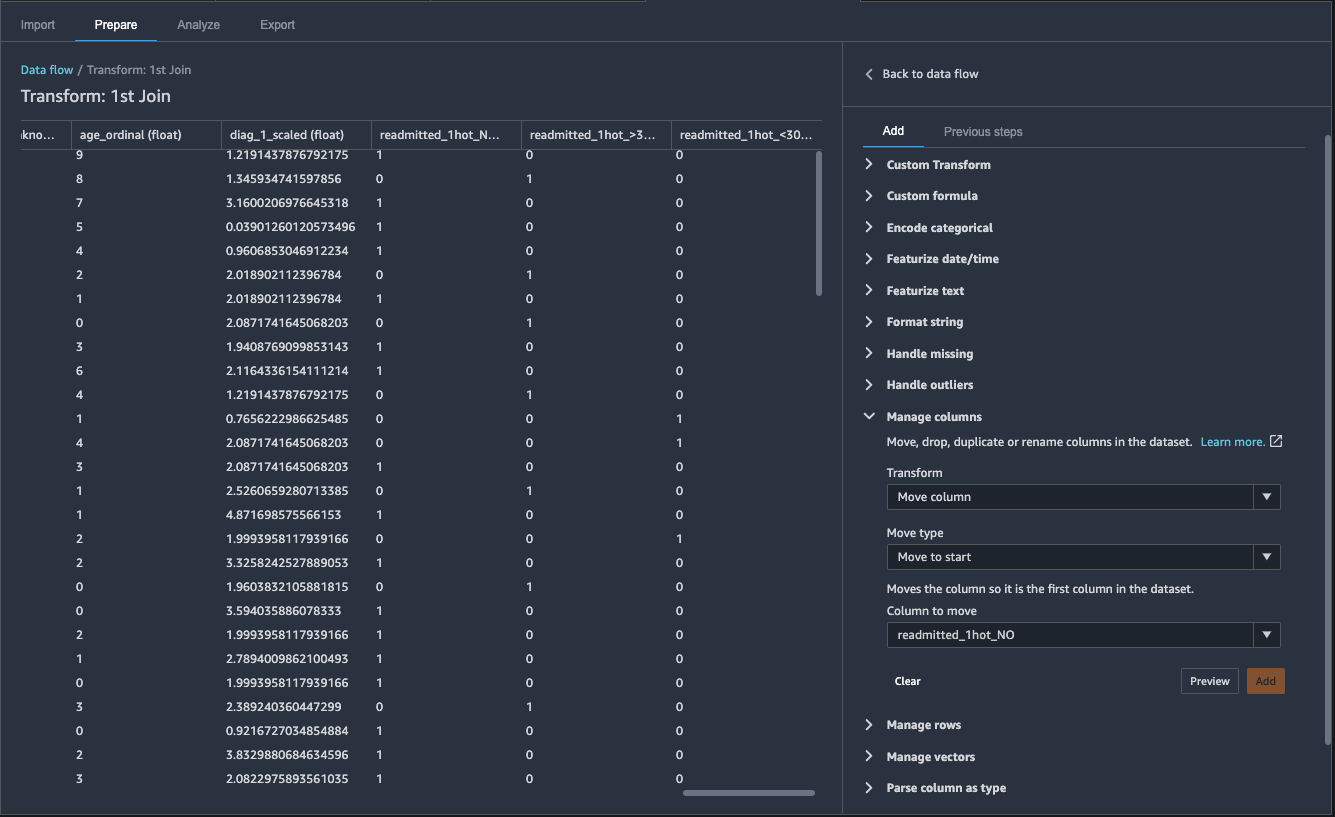 Import Prepare Analyze Export
Data flow / Transform: 1st Join
Transform: 1st Join
kno... age_ordinal (float) diag_1_scaled (float) readmitted_1hot_N... readmitted_1hot_>3... readmitted_1hot_<30...
9 1.2191437876792175 1 0 0
8 1.345934741597856 0 1 0
7 3.1600206976645318 1 0 0
5 0.03901260120573496 1 0 0
4 0.9606853046912234 1 0 0
2 2.018902112396784 0 1 0
1 2.018902112396784 1 0 0
0 2.0871741645068203 0 1 0
3 1.9408769099853143 1 0 0
6 2.1164336154111214 1 0 0
4 1.2191437876792175 0 1 0
1 0.7656222986625485 0 0 1
4 2.0871741645068203 0 0 1
3 2.0871741645068203 1 0 0
1 2.5260659280713385 0 1 0
1 4.871698575566153 1 0 0
2 1.9993958117939166 0 0 1
2 3.3258242527889053 1 0 0
0 1.9603832105881815 0 1 0
0 3.594035886078333 1 0 0
2 1.9993958117939166 1 0 0
1 2.7894009862100493 1 0 0
0 1.9993958117939166 1 0 0
3 2.389240360447299 0 1 0
0 0.9216727034854884 1 0 0
2 3.8329880684634596 1 0 0
3 2.0822975893561035 1 0 0
Back to data flow
Add Previous steps
Custom Transform
Custom formula
Encode categorical
Featurize date/time
Featurize text
Format string
Handle missing
Handle outliers
Manage columns
Move, drop, duplicate or rename columns in the dataset. Learn more.
Transform
Move column
Move type
Move to start
Moves the column so it is the first column in the dataset.
Column to move
readmitted_1hot_NO
Clear Preview Add
Manage rows
Manage vectors
Parse column as type